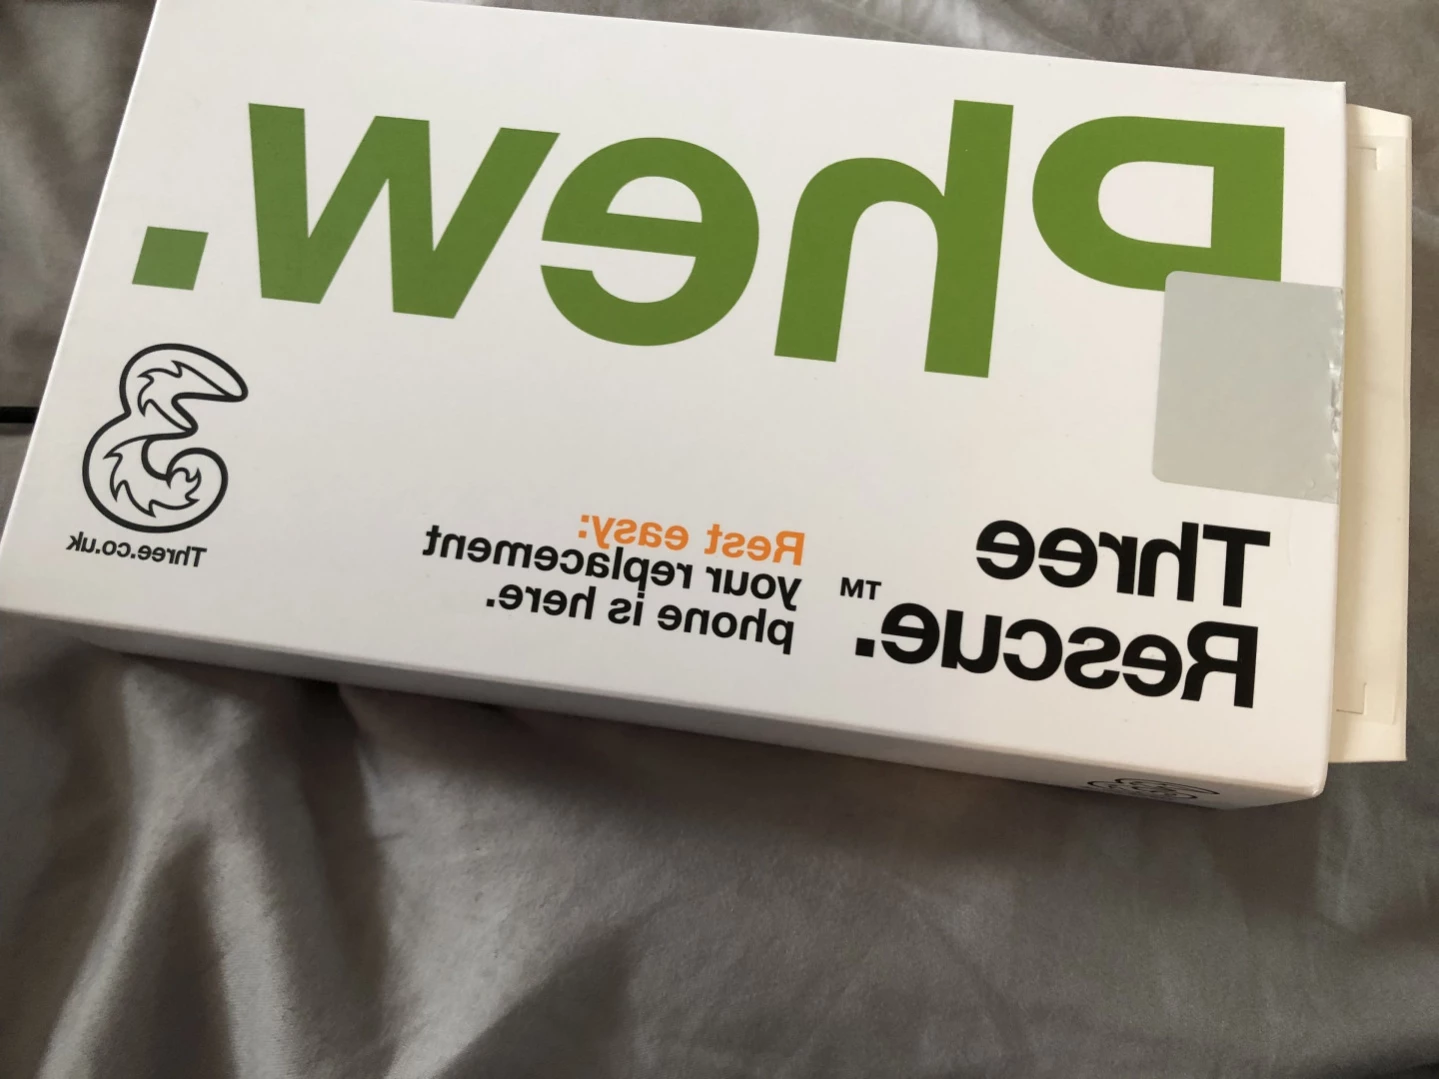 Phew.
Three
Rescue.™
Rest easy:
your replacement
phone is here.
Three.co.uk